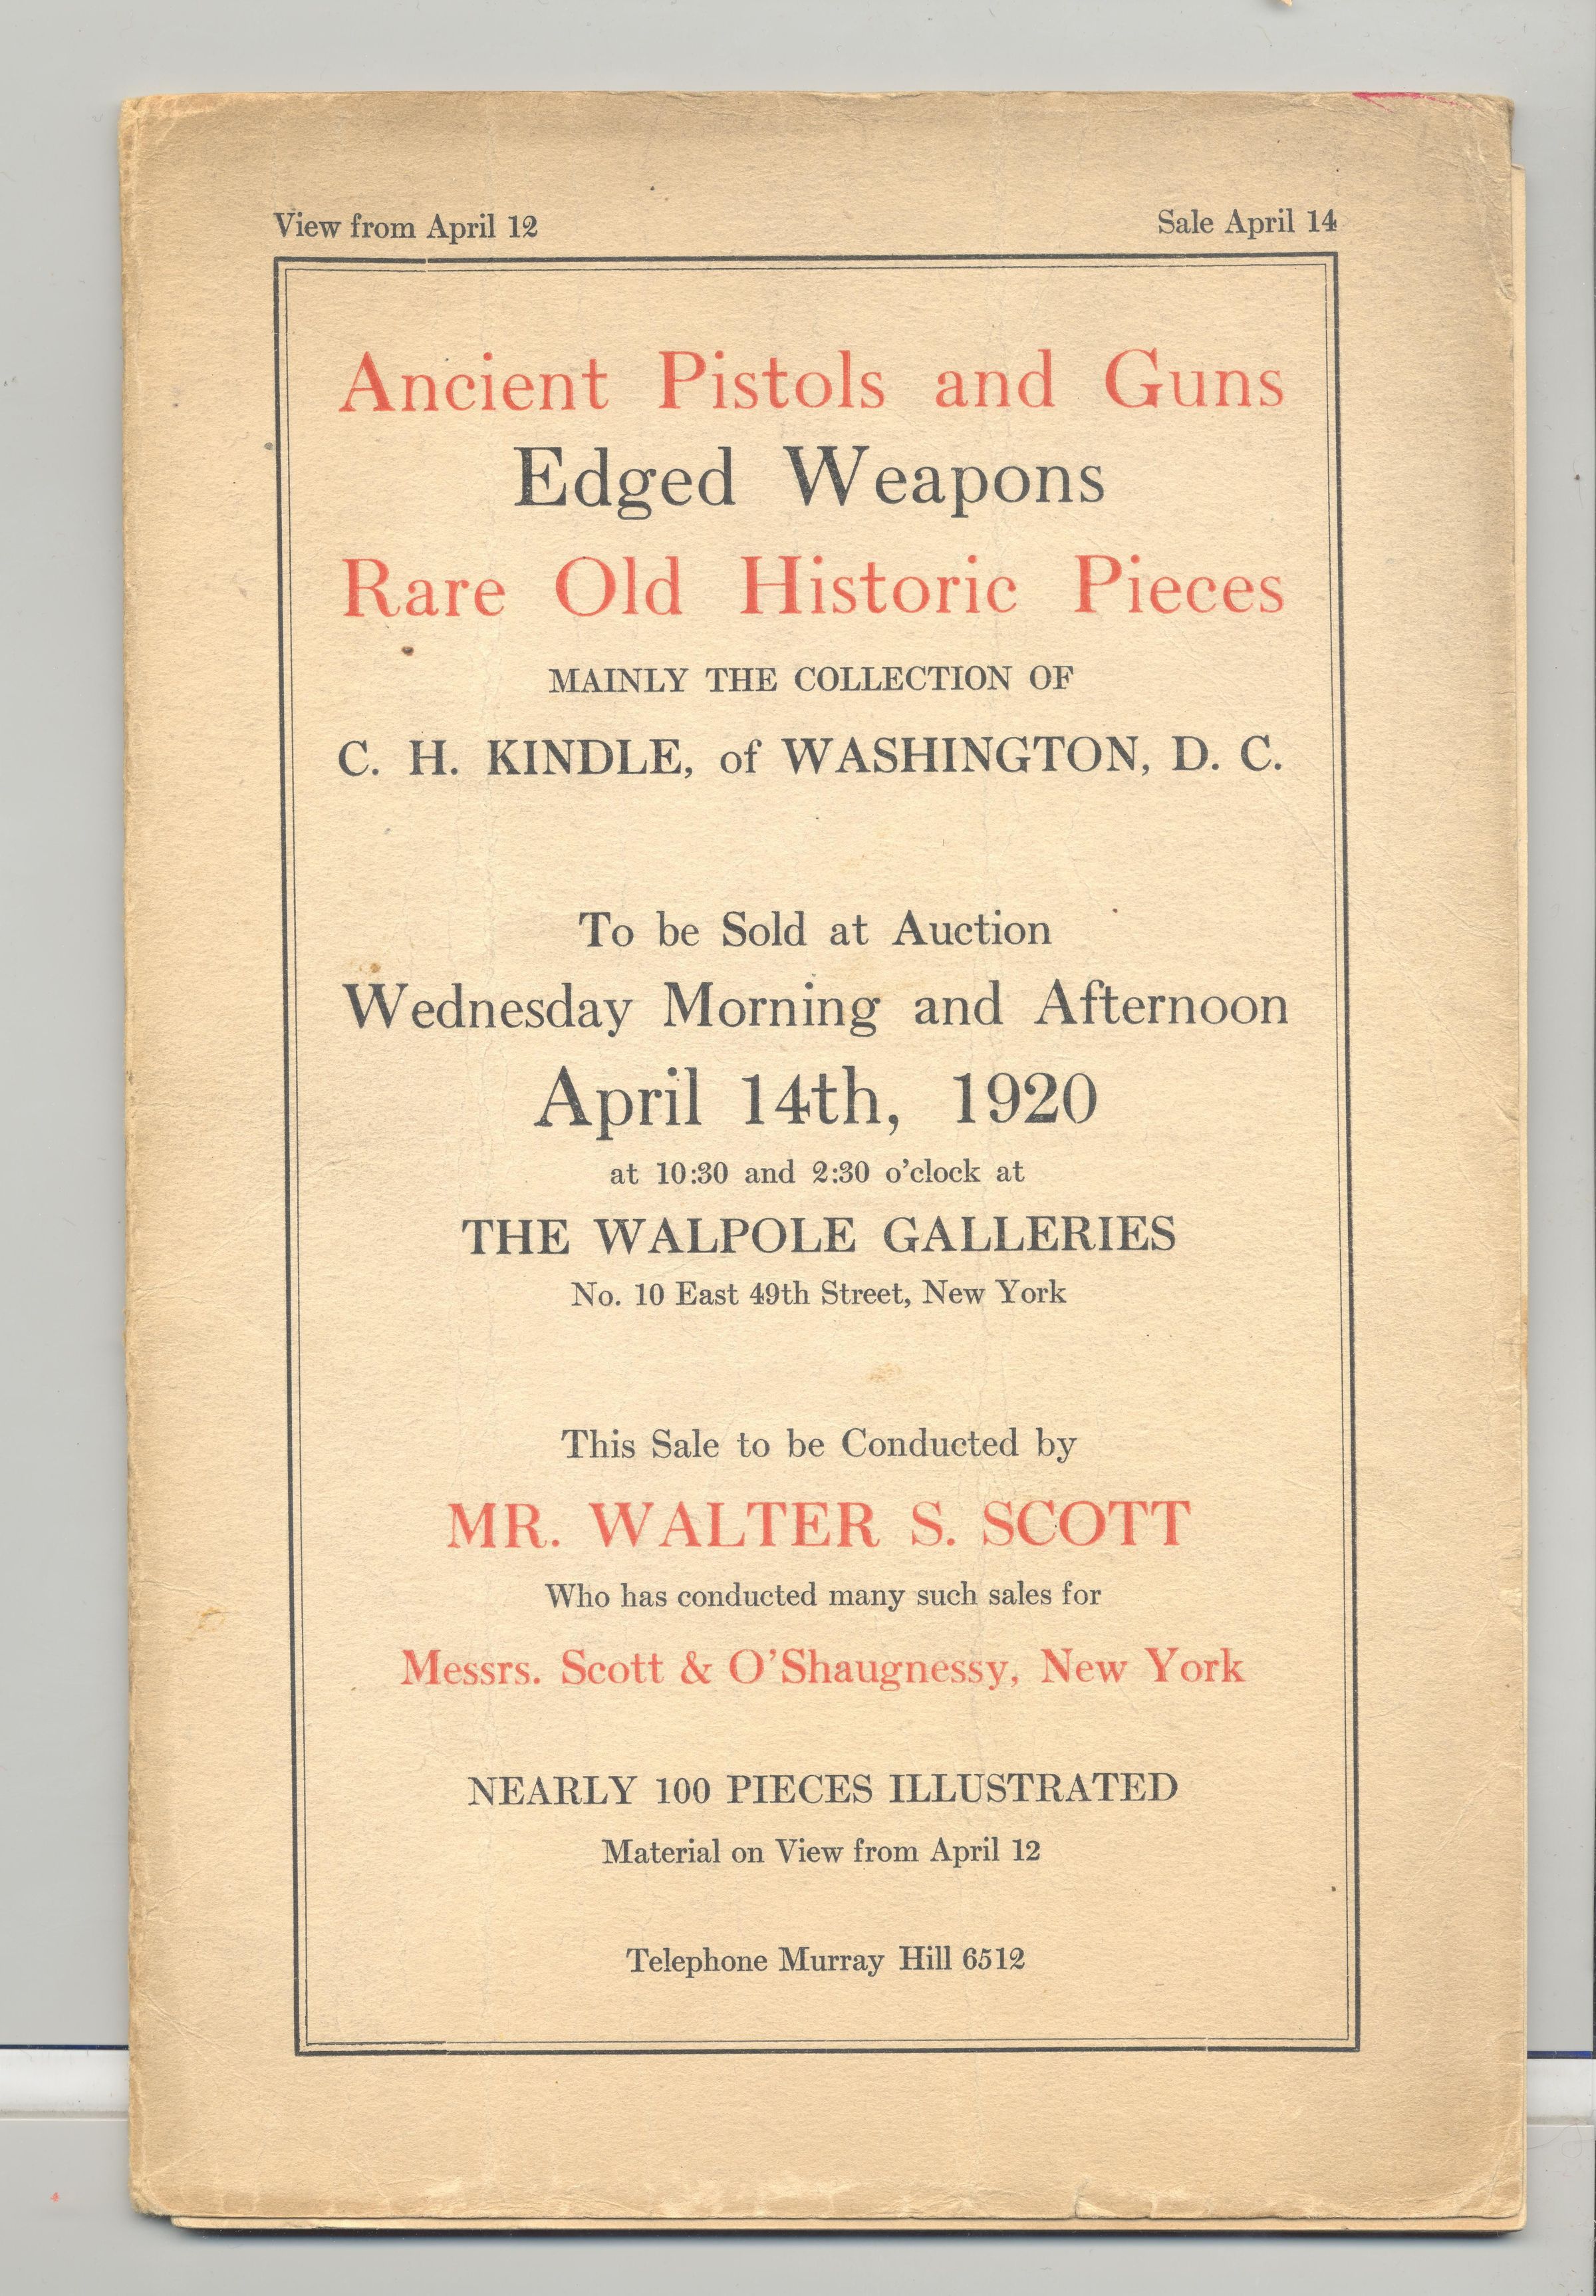 View from April 12
Sale April 14
Ancient Pistols and Guns
Edged Weapons
Rare Old Historic Pieces
MAINLY THE COLLECTION OF
C. H. KINDLE, of WASHINGTON, D. C.
To be Sold at Auction
Wednesday Morning and Afternoon
April 14th, 1920
at 10:30 and 2:30 o'clock at
THE WALPOLE GALLERIES
No. 10 East 49th Street, New York
This Sale to be Conducted by
MR. WALTER S. SCOTT
Who has conducted many such sales for
Messrs. Scott & O'Shaugnessy, New York
NEARLY 100 PIECES ILLUSTRATED
Material on View from April 12
Telephone Murray Hill 6512